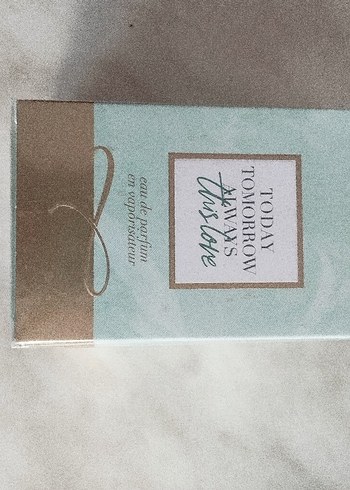 TODAY
TOMORROW
ALWAYS
this love
eau de parfum
en vaporisateur